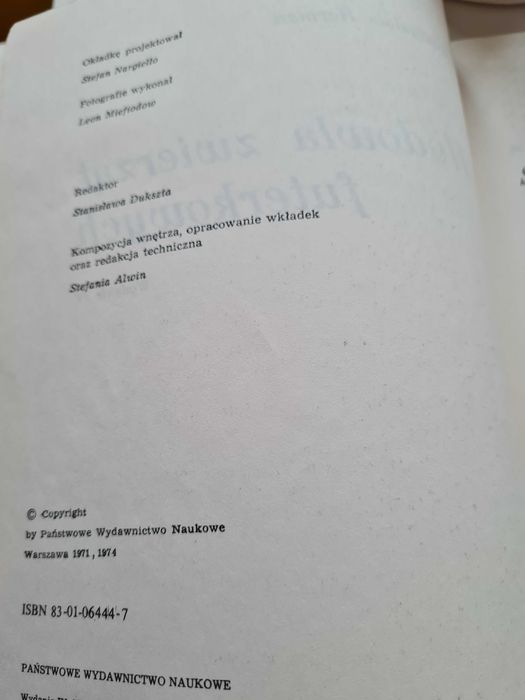 Okładkę projektował
Stefan Nargiełło
Fotografie wykonał
Leon Miefiodow
Redaktor
Stanisława Dukszta
Kompozycja wnętrza, opracowanie wkładek
oraz redakcja techniczna
Stefania Alwin
© Copyright
by Państwowe Wydawnictwo Naukowe
Warszawa 1971, 1974
ISBN 83-01-06444-7
PAŃSTWOWE WYDAWNICTWO NAUKOWE